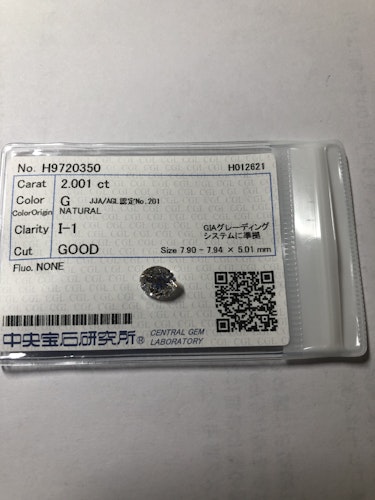 No. H9720350 H012621
Carat 2.001 ct
Color G JJA/AGL認定No.201
ColorOrigin NATURAL
Clarity I-1 GIAグレーディング
システムに準拠
Cut GOOD Size 7.90 - 7.94 × 5.01 mm
Fluo. NONE
中央宝石研究所® CENTRAL GEM
LABORATORY